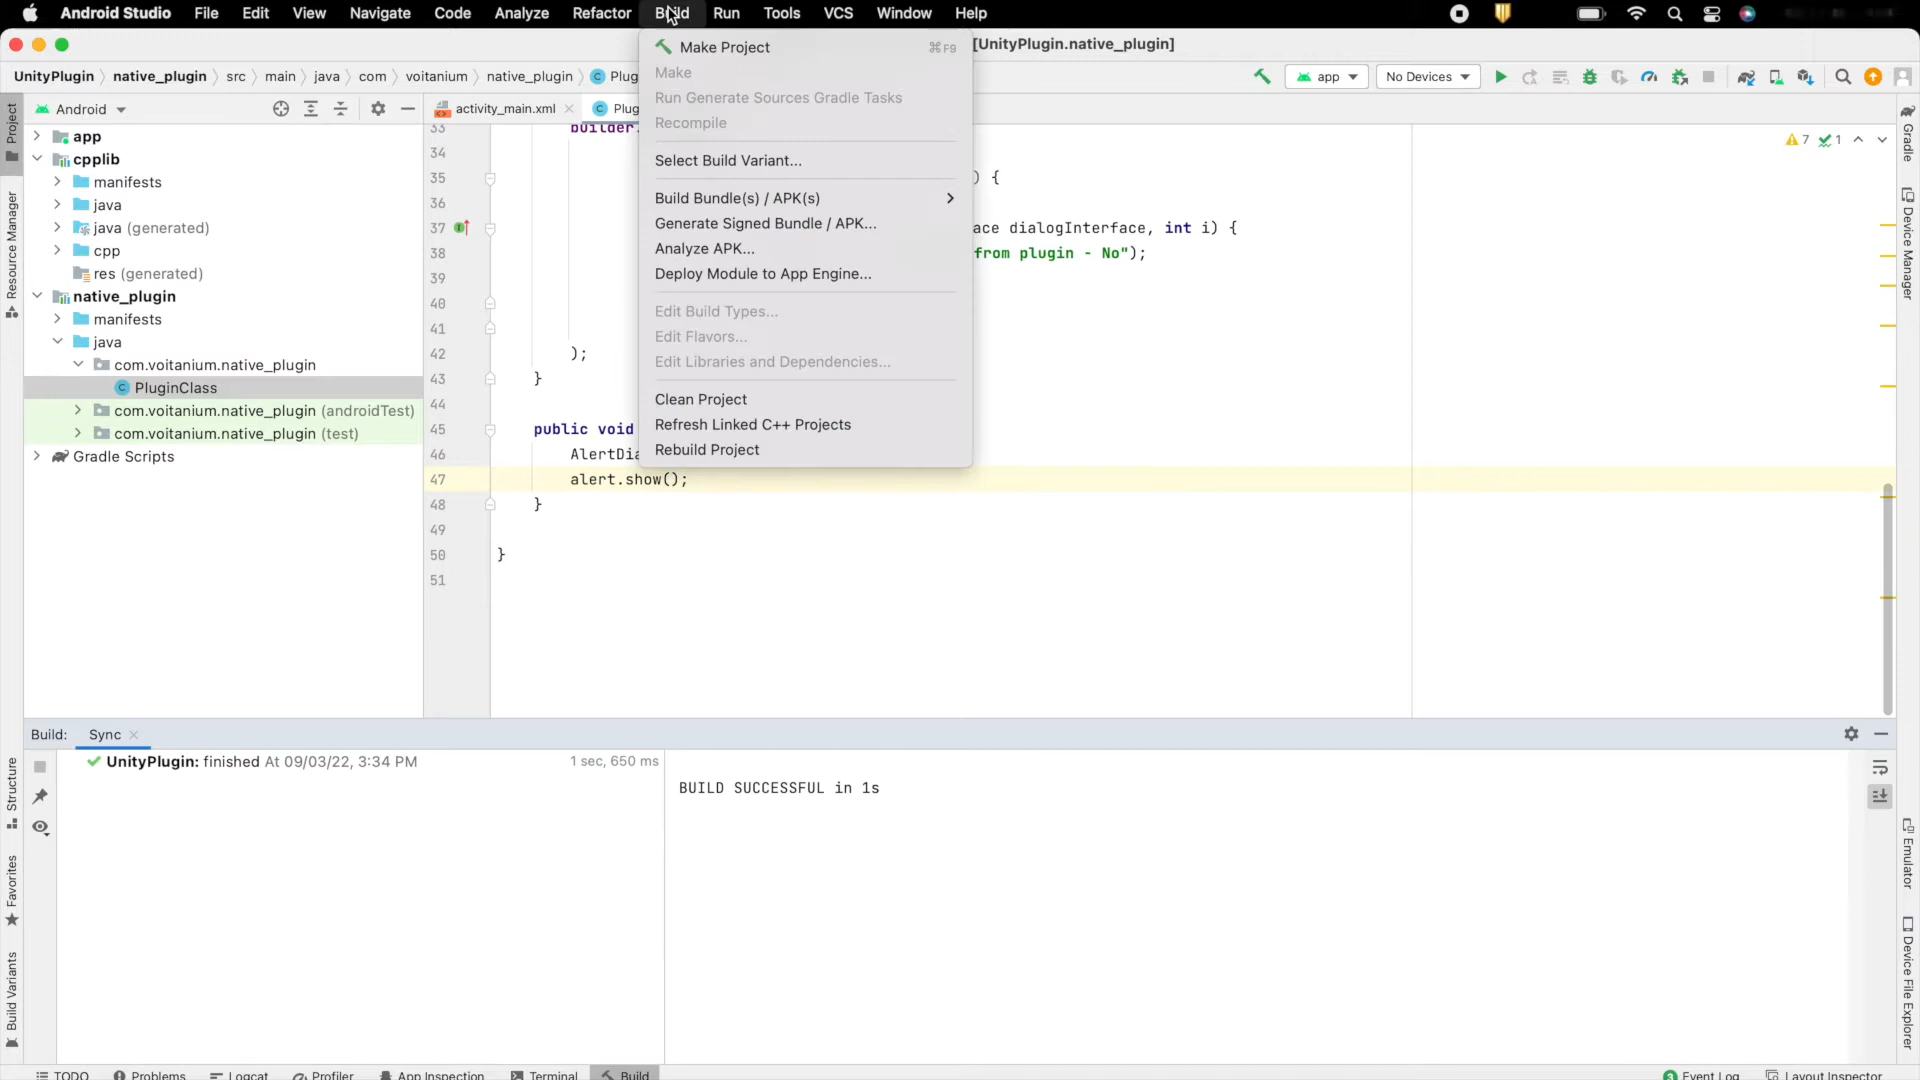 Android Studio File Edit View Navigate Code Analyze Refactor Build Run Tools VCS Window Help
[UnityPlugin.native_plugin]
UnityPlugin native_plugin src main java com voitanium native_plugin Plug
app No Devices
Android
activity_main.xml Plug
Make Project ⌘F9
Make
Run Generate Sources Gradle Tasks
Recompile
Select Build Variant...
Build Bundle(s) / APK(s)
Generate Signed Bundle / APK...
Analyze APK...
Deploy Module to App Engine...
Edit Build Types...
Edit Flavors...
Edit Libraries and Dependencies...
Clean Project
Refresh Linked C++ Projects
Rebuild Project
Project
Resource Manager
Structure
Favorites
Build Variants
app
cpplib
manifests
java
java (generated)
cpp
res (generated)
native_plugin
manifests
java
com.voitanium.native_plugin
PluginClass
com.voitanium.native_plugin (androidTest)
com.voitanium.native_plugin (test)
Gradle Scripts
7 1
33 builder.
34
35 ) {
36
37 ace dialogInterface, int i) {
38 from plugin - No");
39
40
41
42 );
43 }
44
45 public void
46 AlertDia
47 alert.show();
48 }
49
50 }
51
Gradle
Device Manager
Emulator
Device File Explorer
Build: Sync
UnityPlugin: finished At 09/03/22, 3:34 PM 1 sec, 650 ms
BUILD SUCCESSFUL in 1s
TODO Problems Logcat Profiler App Inspection Terminal Build 3 Event Log Layout Inspector